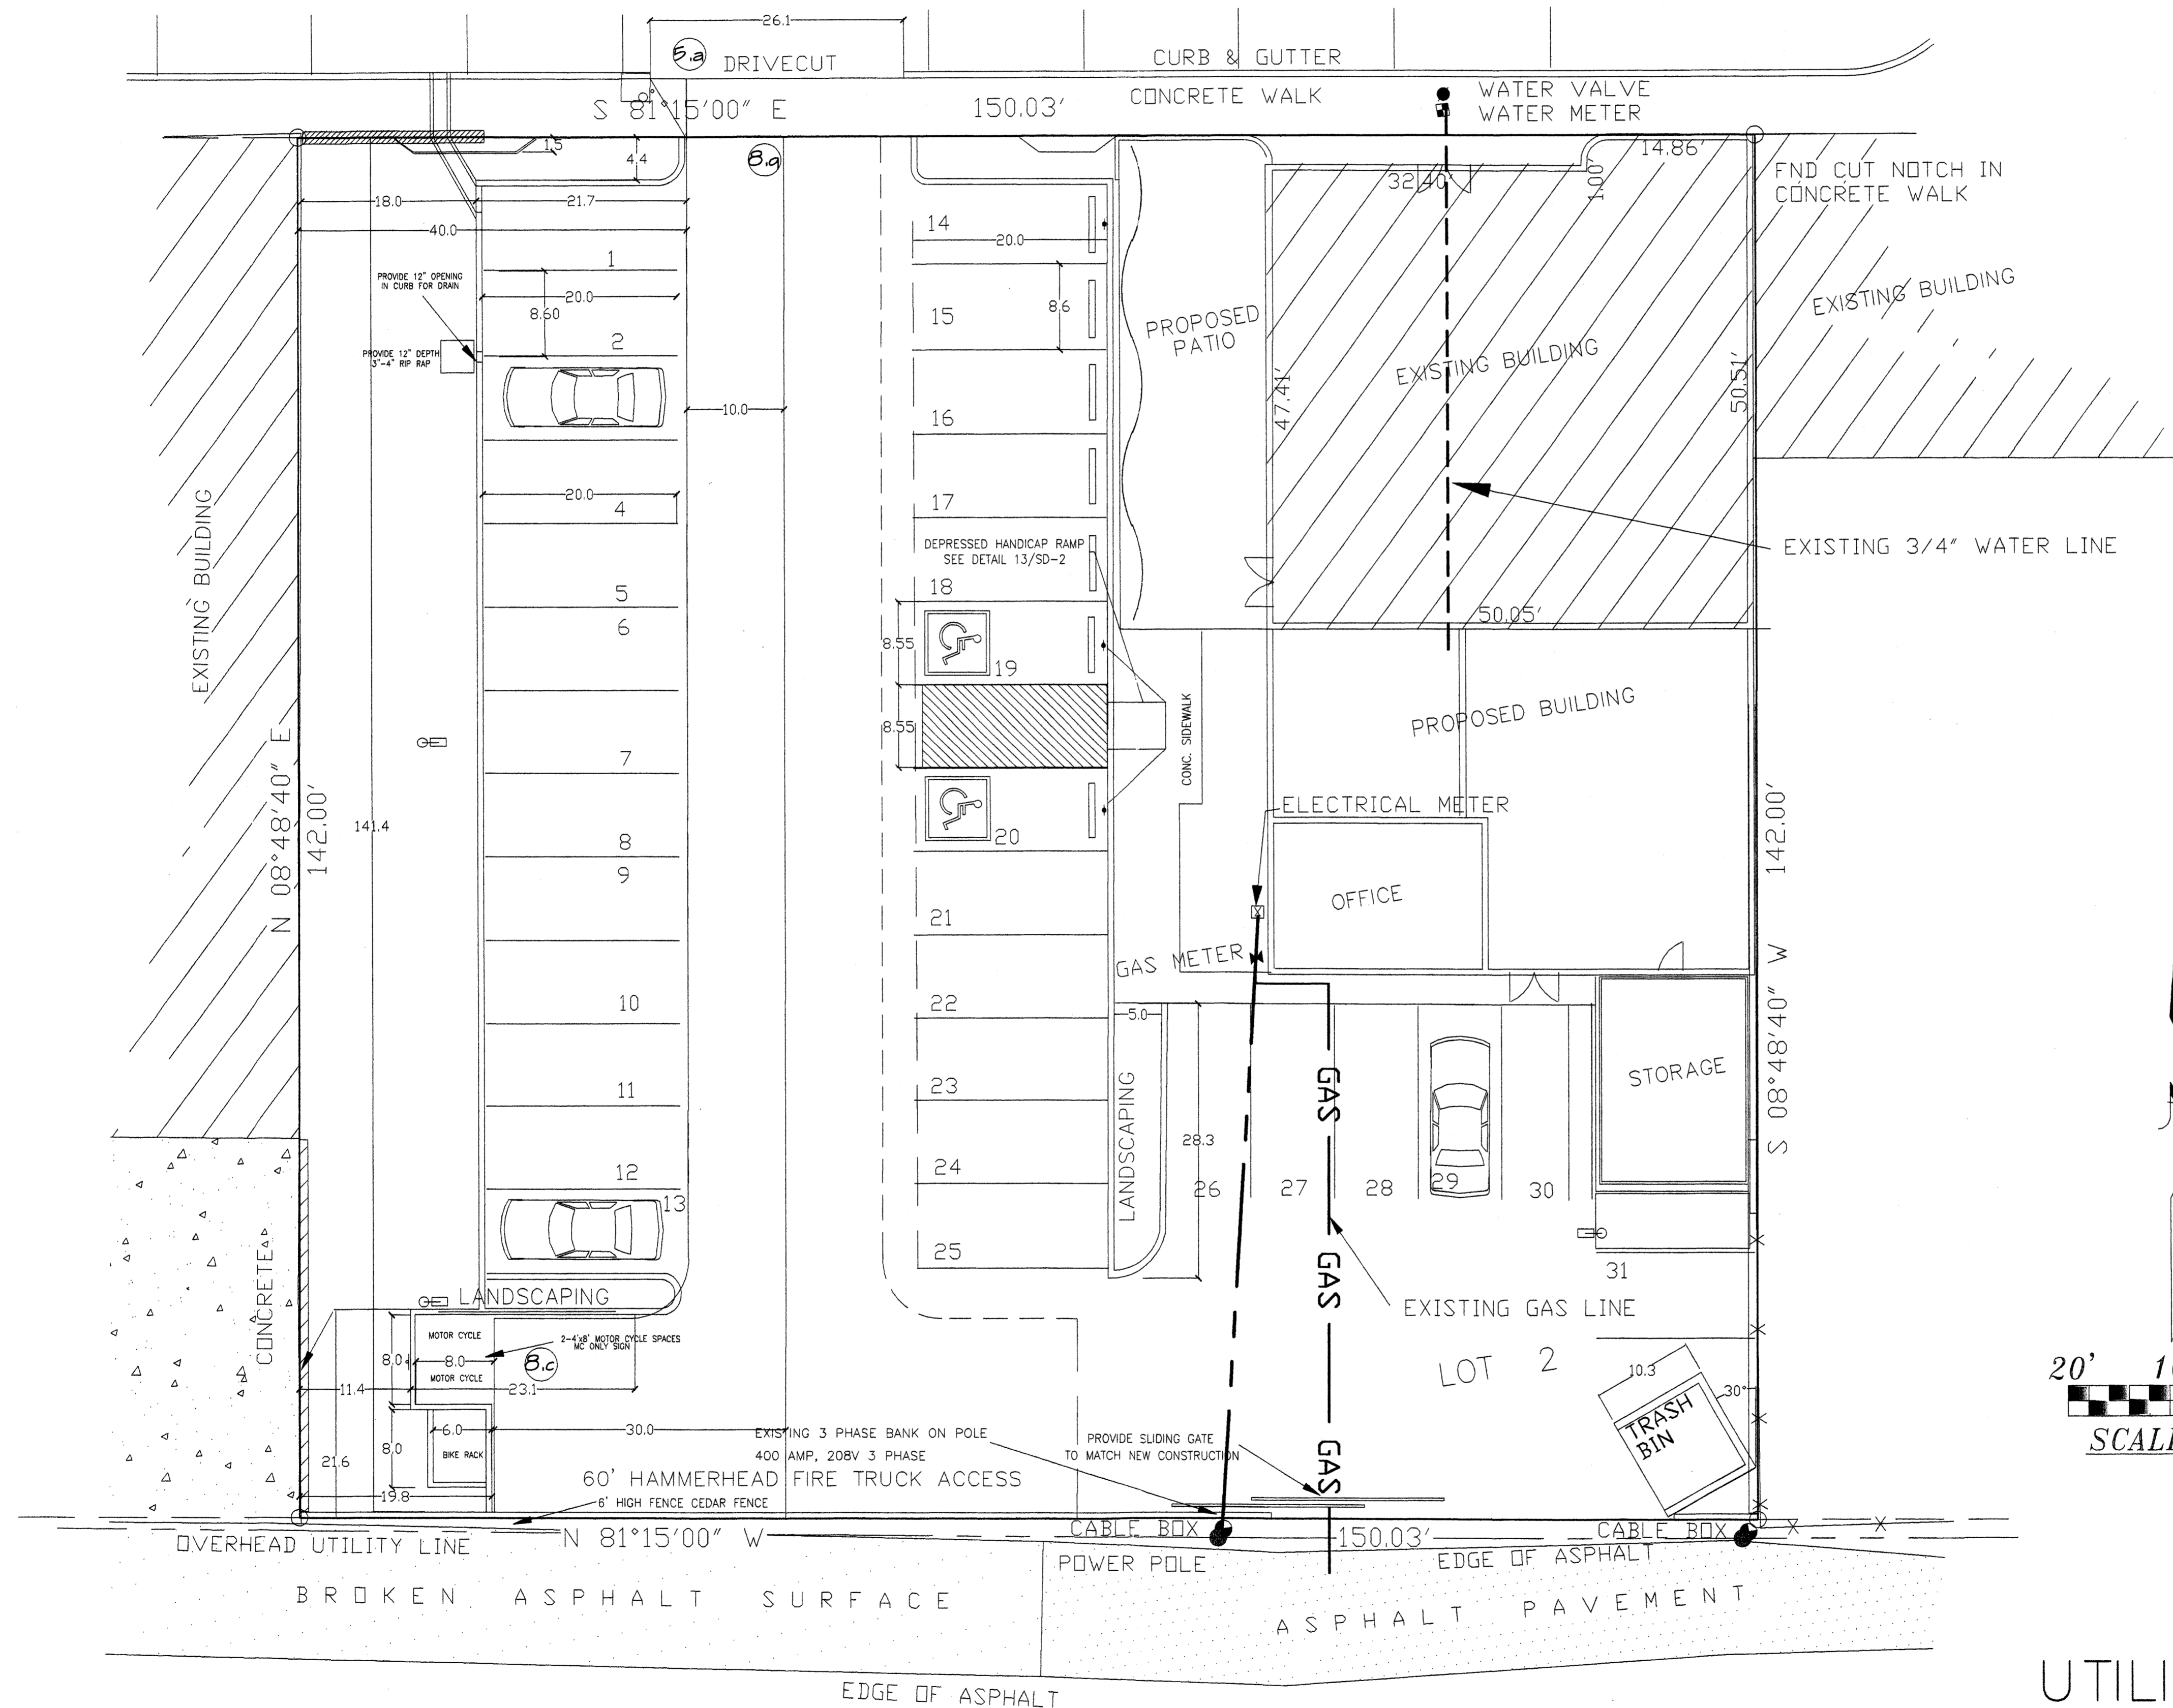 26.1
5.a
DRIVECUT
CURB & GUTTER
S 81°15'00" E 150.03'
CONCRETE WALK
WATER VALVE
WATER METER
1.5
4.4
8.a
14.86'
FND CUT NOTCH IN
CONCRETE WALK
32.40'
1.00'
18.0
21.7
40.0
14
20.0
1
PROVIDE 12" OPENING
IN CURB FOR DRAIN
20.0
8.60
15
8.6
PROPOSED
PATIO
EXISTING BUILDING
2
PROVIDE 12" DEPTH
3"-4" RIP RAP
EXISTING BUILDING
47.41'
50.51'
10.0
16
20.0
4
17
EXISTING BUILDING
DEPRESSED HANDICAP RAMP
SEE DETAIL 13/SD-2
EXISTING 3/4" WATER LINE
5
18
6
50.05'
8.55
19
8.55
CONC. SIDEWALK
PROPOSED BUILDING
7
N 08°48'40" E
142.00'
141.4
ELECTRICAL METER
142.00'
8
20
9
OFFICE
21
GAS METER
S 08°48'40" W
10
22
5.0
11
23
GAS
STORAGE
LANDSCAPING
28.3
12
24
13
26
27
28
29
30
25
31
CONCRETE
LANDSCAPING
GAS
EXISTING GAS LINE
MOTOR CYCLE
2-4'x8' MOTOR CYCLE SPACES
MC ONLY SIGN
8.0
8.0
8.c
MOTOR CYCLE
11.4
23.1
LOT 2
10.3
30°
20'
6.0
30.0
EXISTING 3 PHASE BANK ON POLE
400 AMP, 208V 3 PHASE
PROVIDE SLIDING GATE
TO MATCH NEW CONSTRUCTION
GAS
TRASH
BIN
8.0
BIKE RACK
21.6
60' HAMMERHEAD FIRE TRUCK ACCESS
19.8
6' HIGH FENCE CEDAR FENCE
OVERHEAD UTILITY LINE
N 81°15'00" W
CABLE BOX
150.03'
CABLE BOX
POWER POLE
EDGE OF ASPHALT
BROKEN ASPHALT SURFACE
ASPHALT PAVEMENT
EDGE OF ASPHALT